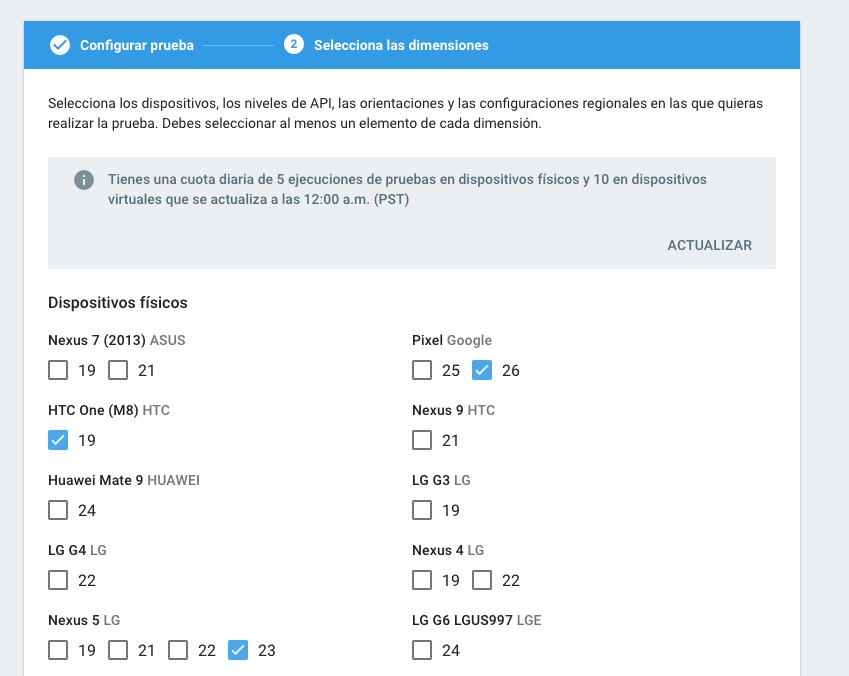 Configurar prueba
2 Selecciona las dimensiones
Selecciona los dispositivos, los niveles de API, las orientaciones y las configuraciones regionales en las que quieras
realizar la prueba. Debes seleccionar al menos un elemento de cada dimensión.
Tienes una cuota diaria de 5 ejecuciones de pruebas en dispositivos físicos y 10 en dispositivos
virtuales que se actualiza a las 12:00 a.m. (PST)
ACTUALIZAR
Dispositivos físicos
Nexus 7 (2013) ASUS
19 21
Pixel Google
25 26
HTC One (M8) HTC
19
Nexus 9 HTC
21
Huawei Mate 9 HUAWEI
24
LG G3 LG
19
LG G4 LG
22
Nexus 4 LG
19 22
Nexus 5 LG
19 21 22 23
LG G6 LGUS997 LGE
24